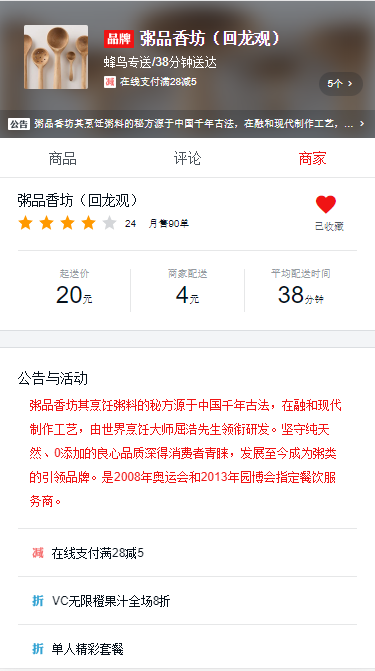 品牌 粥品香坊（回龙观）
蜂鸟专送/38分钟送达
减 在线支付满28减5
5个 >
公告 粥品香坊其烹饪粥料的秘方源于中国千年古法，在融和现代制作工艺，... >
商品 评论 商家
粥品香坊（回龙观）
24 月售90单
已收藏
起送价 商家配送 平均配送时间
20元 4元 38分钟
公告与活动
粥品香坊其烹饪粥料的秘方源于中国千年古法，在融和现代
制作工艺，由世界烹饪大师屈浩先生领衔研发。坚守纯天
然、0添加的良心品质深得消费者青睐，发展至今成为粥类
的引领品牌。是2008年奥运会和2013年园博会指定餐饮服
务商。
减 在线支付满28减5
折 VC无限橙果汁全场8折
折 单人精彩套餐